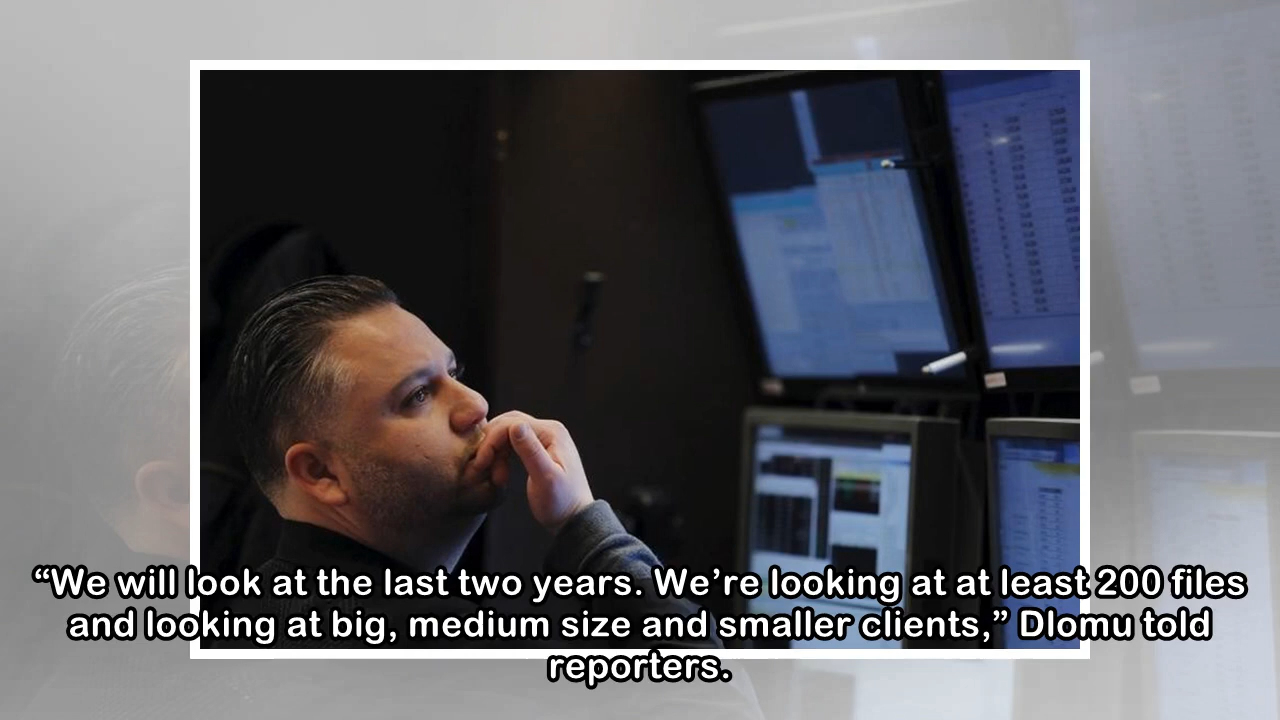 “We will look at the last two years. We’re looking at at least 200 files
and looking at big, medium size and smaller clients,” Dlomu told
reporters.